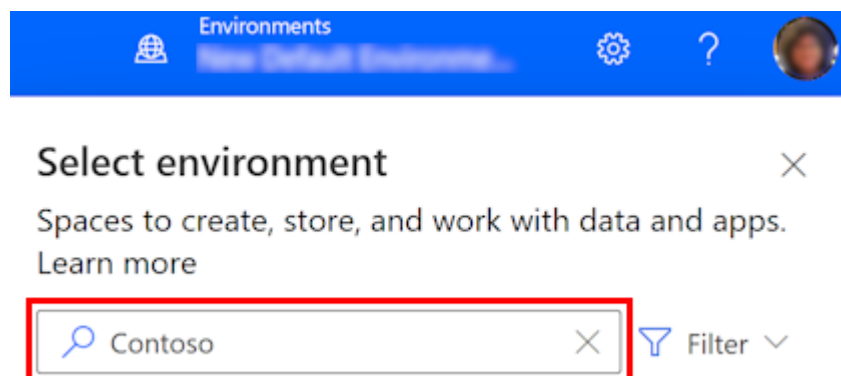 Environments
?
Select environment
Spaces to create, store, and work with data and apps.
Learn more
Contoso
Filter